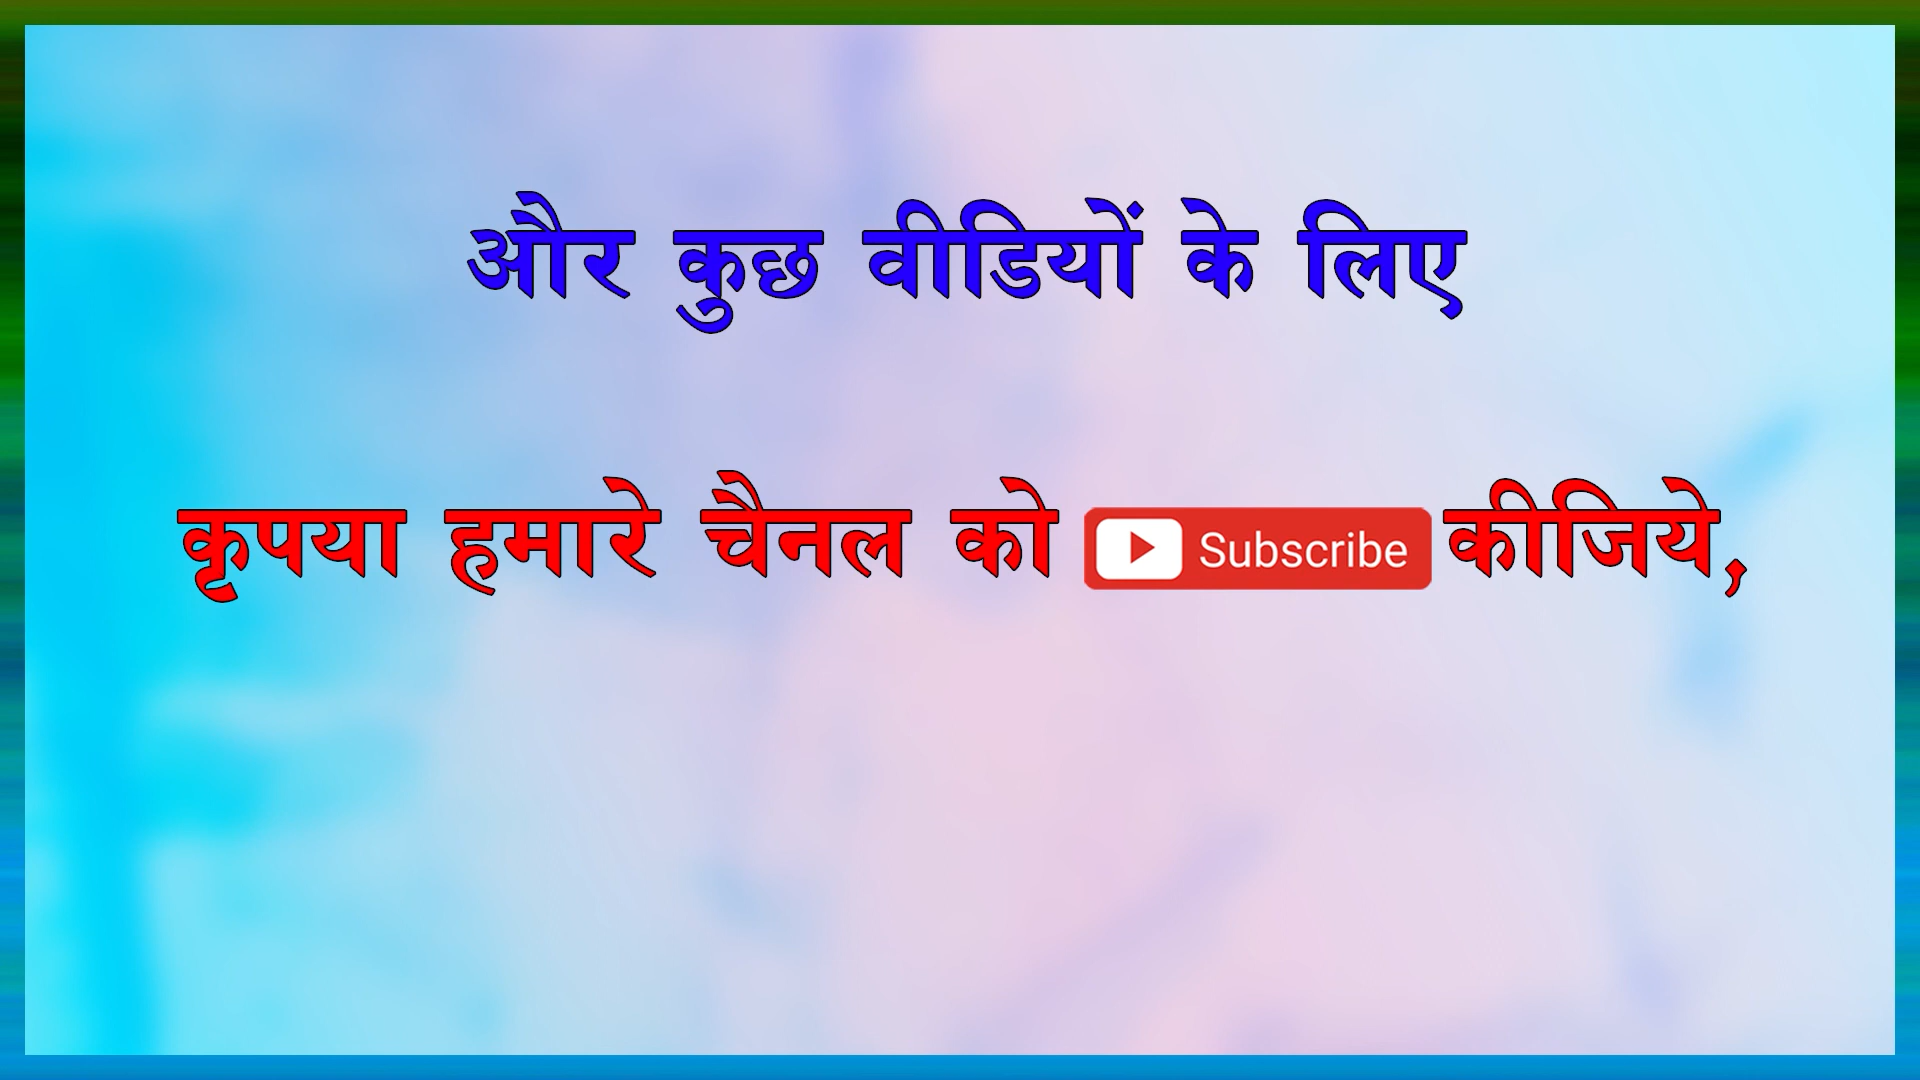 और कुछ वीडियों के लिए
कृपया हमारे चैनल को Subscribe कीजिये,